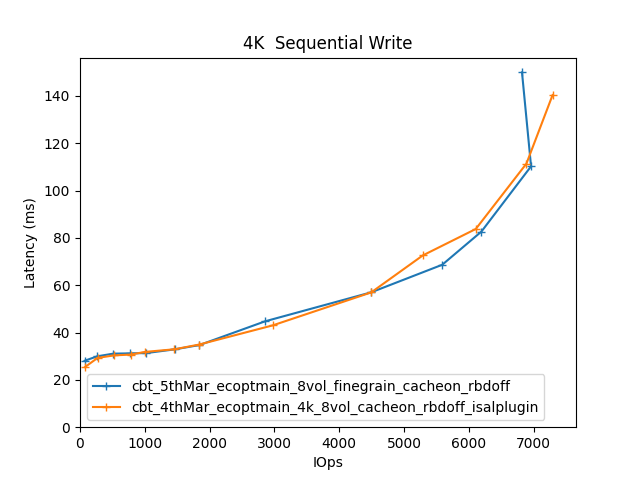 4K  Sequential Write
Latency (ms)
140
120
100
80
60
40
20
0
0 1000 2000 3000 4000 5000 6000 7000
IOps
cbt_5thMar_ecoptmain_8vol_finegrain_cacheon_rbdoff
cbt_4thMar_ecoptmain_4k_8vol_cacheon_rbdoff_isalplugin